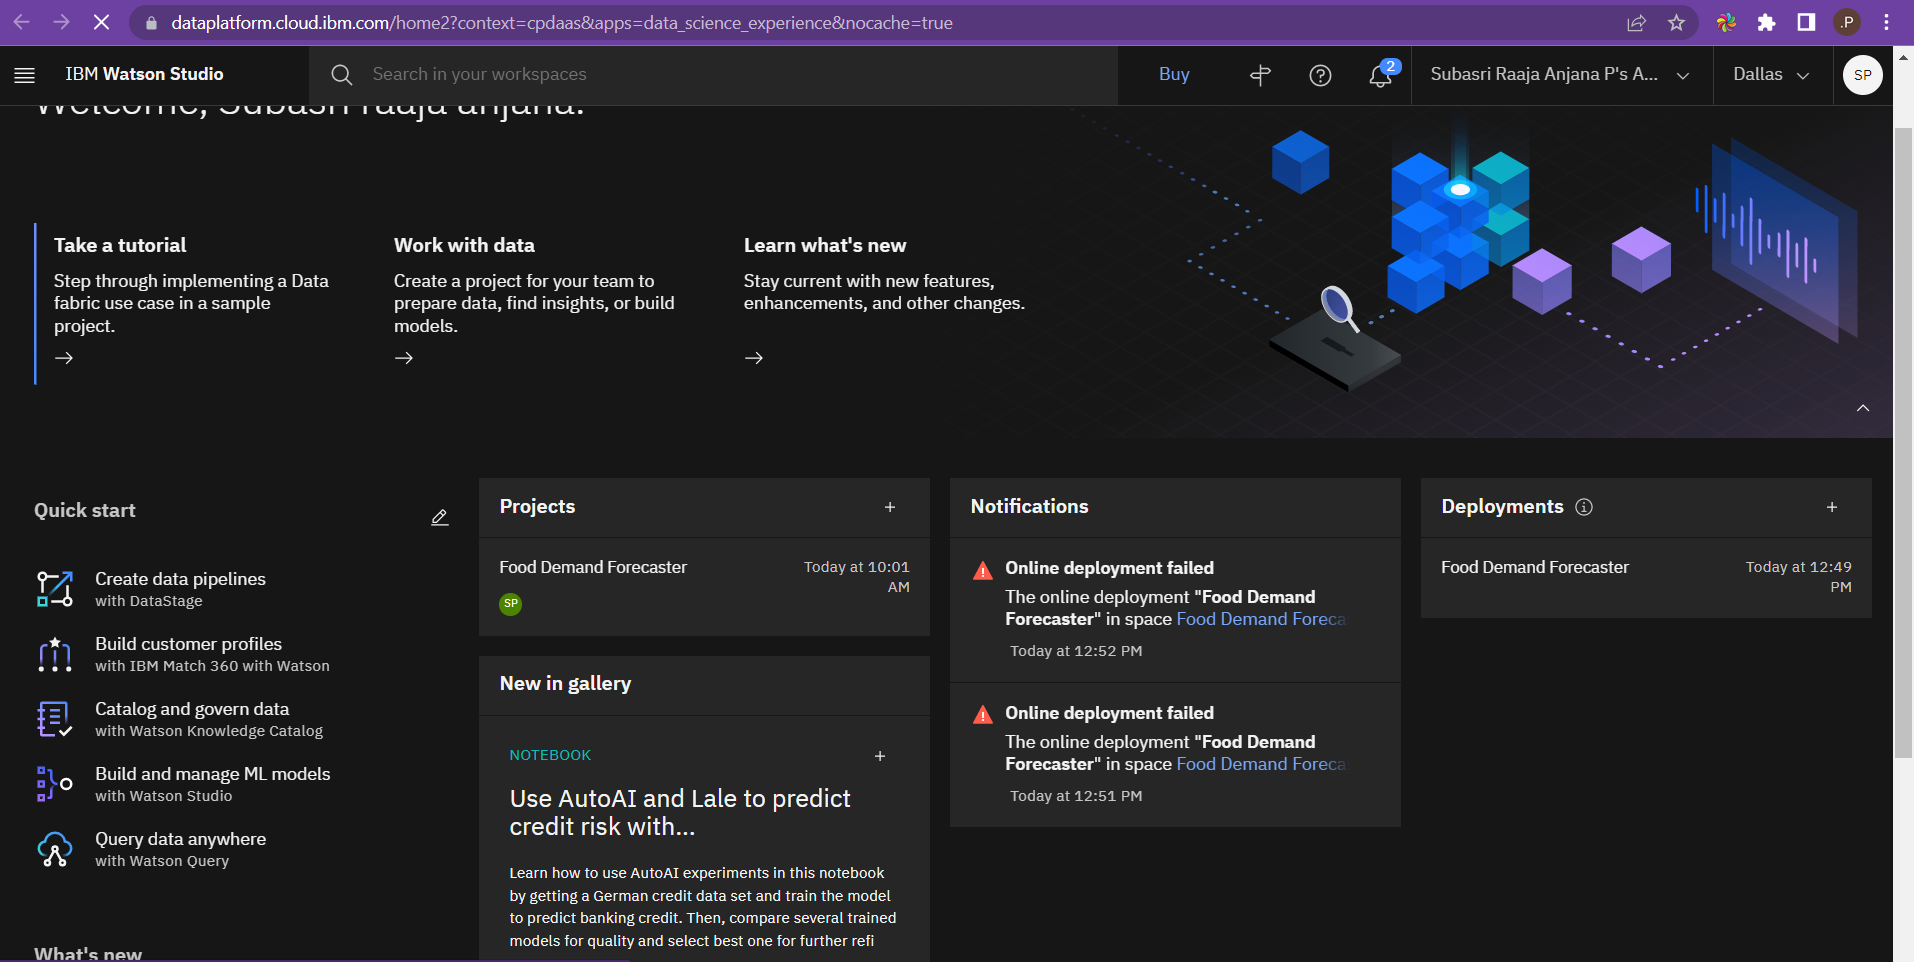 dataplatform.cloud.ibm.com/home2?context=cpdaas&apps=data_science_experience&nocache=true
.P
IBM Watson Studio
Search in your workspaces
Buy
2
Subasri Raaja Anjana P's A...
Dallas
SP
Welcome, Subasri raaja anjana!
Take a tutorial
Step through implementing a Data
fabric use case in a sample
project.
Work with data
Create a project for your team to
prepare data, find insights, or build
models.
Learn what's new
Stay current with new features,
enhancements, and other changes.
Quick start
Create data pipelines
with DataStage
Build customer profiles
with IBM Match 360 with Watson
Catalog and govern data
with Watson Knowledge Catalog
Build and manage ML models
with Watson Studio
Query data anywhere
with Watson Query
What's new
Projects
Food Demand Forecaster
Today at 10:01
AM
SP
New in gallery
NOTEBOOK
Use AutoAI and Lale to predict
credit risk with...
Learn how to use AutoAI experiments in this notebook
by getting a German credit data set and train the model
to predict banking credit. Then, compare several trained
models for quality and select best one for further refi
Notifications
Online deployment failed
The online deployment "Food Demand
Forecaster" in space Food Demand Foreca
Today at 12:52 PM
Online deployment failed
The online deployment "Food Demand
Forecaster" in space Food Demand Foreca
Today at 12:51 PM
Deployments
Food Demand Forecaster
Today at 12:49
PM